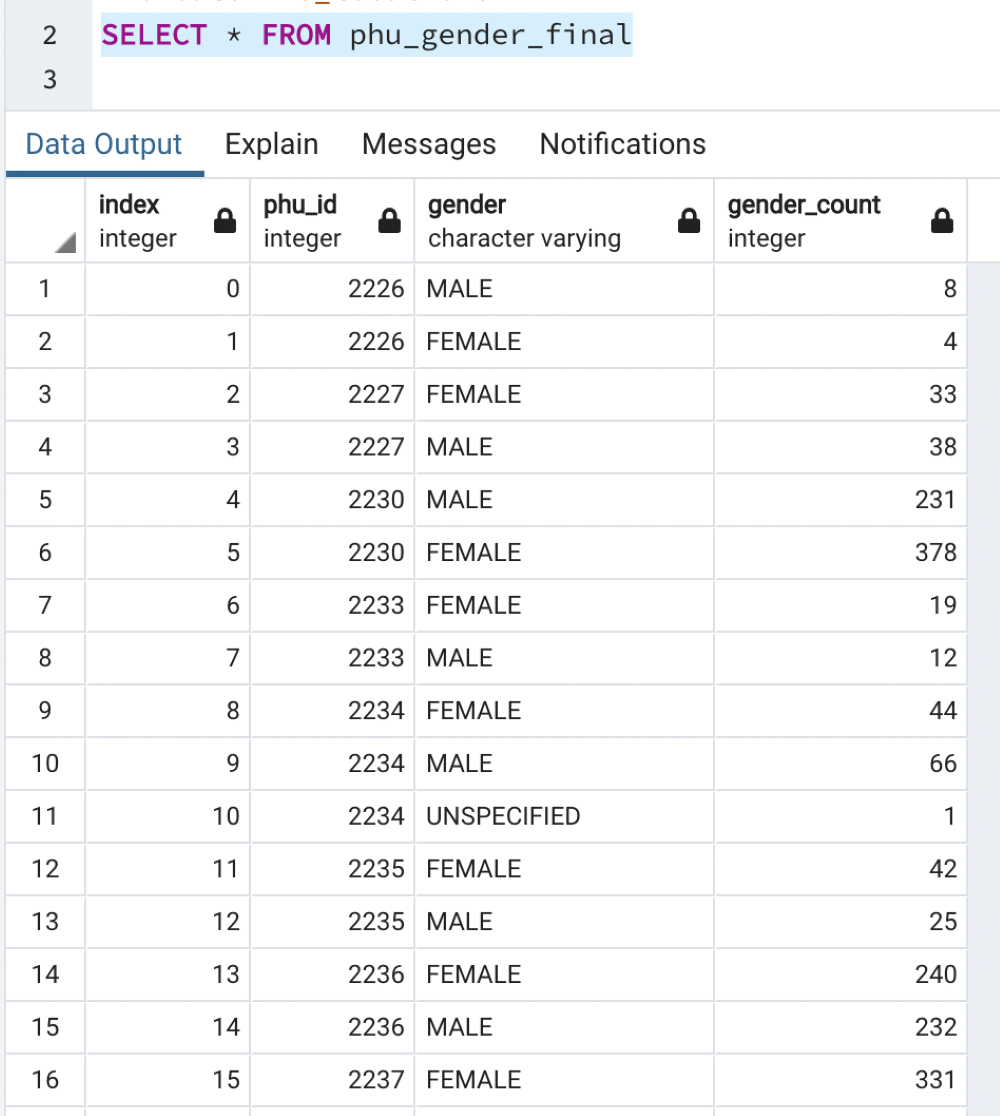 2 SELECT * FROM phu_gender_final
3
Data Output Explain Messages Notifications
index phu_id gender gender_count
integer integer character varying integer
1 0 2226 MALE 8
2 1 2226 FEMALE 4
3 2 2227 FEMALE 33
4 3 2227 MALE 38
5 4 2230 MALE 231
6 5 2230 FEMALE 378
7 6 2233 FEMALE 19
8 7 2233 MALE 12
9 8 2234 FEMALE 44
10 9 2234 MALE 66
11 10 2234 UNSPECIFIED 1
12 11 2235 FEMALE 42
13 12 2235 MALE 25
14 13 2236 FEMALE 240
15 14 2236 MALE 232
16 15 2237 FEMALE 331